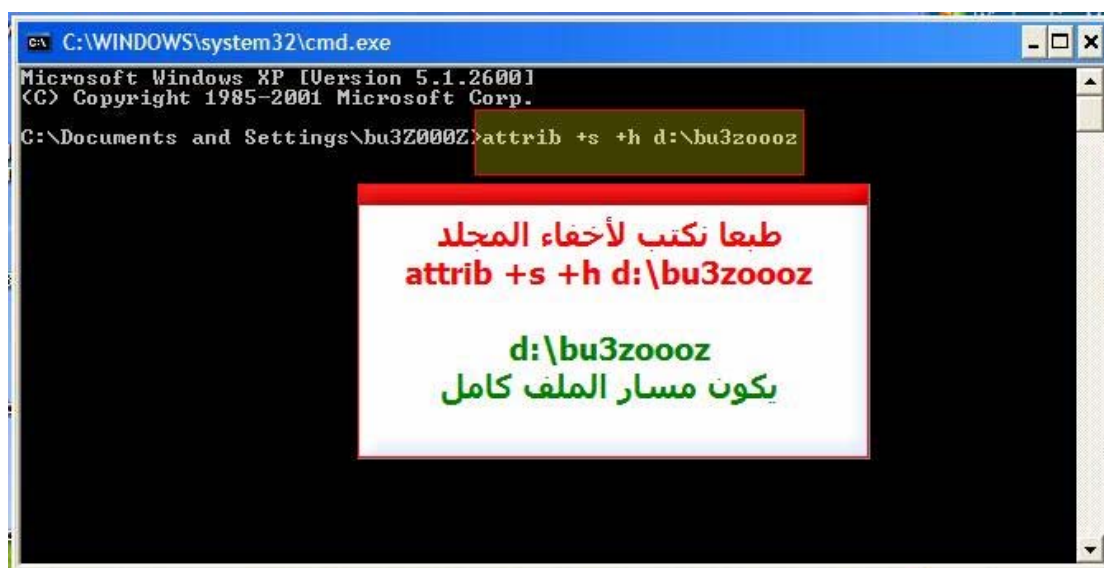 C:\WINDOWS\system32\cmd.exe
Microsoft Windows XP [Version 5.1.2600]
(C) Copyright 1985-2001 Microsoft Corp.
C:\Documents and Settings\bu3Z000Z>attrib +s +h d:\bu3zoooz
طبعا نكتب لأخفاء المجلد
attrib +s +h d:\bu3zoooz
d:\bu3zoooz
يكون مسار الملف كامل